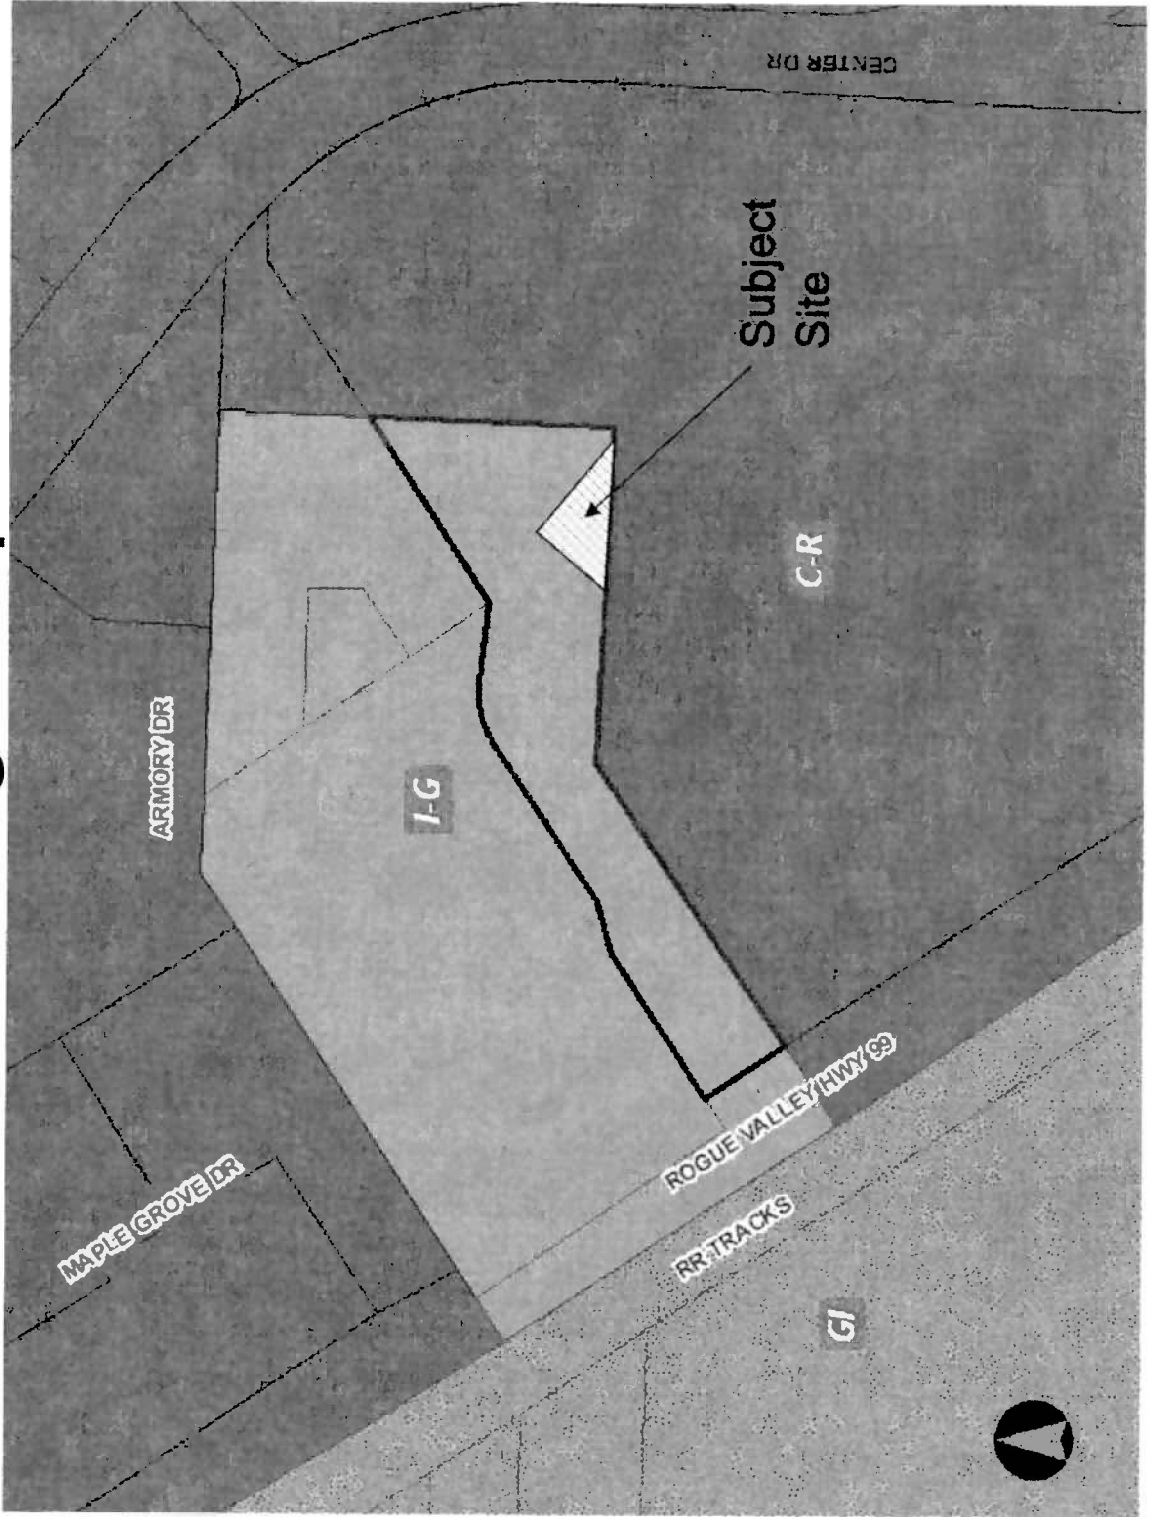 CENTER DR
Subject
Site
C-R
ARMORY DR
I-G
ROGUE VALLEY HWY 99
MAPLE GROVE DR
RR TRACKS
GI